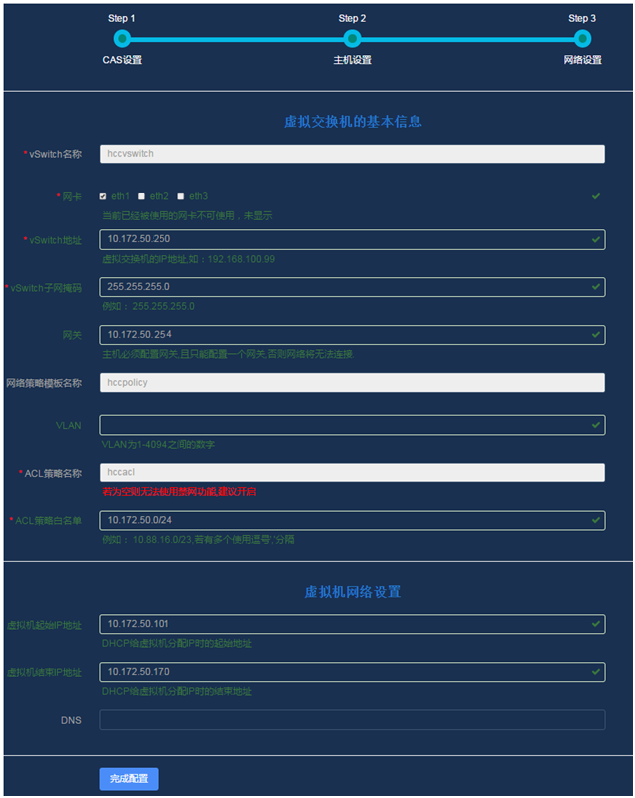 Step 1 Step 2 Step 3
CAS设置 主机设置 网络设置
虚拟交换机的基本信息
* vSwitch名称 hccvswitch
* 网卡 eth1 eth2 eth3
当前已经被使用的网卡不可使用，未显示
* vSwitch地址 10.172.50.250
虚拟交换机的IP地址,如：192.168.100.99
* vSwitch子网掩码 255.255.255.0
例如： 255.255.255.0
网关 10.172.50.254
主机必须配置网关,且只能配置一个网关,否则网络将无法连接.
网络策略模板名称 hccpolicy
VLAN
VLAN为1-4094之间的数字
* ACL策略名称 hccacl
若为空则无法使用禁网功能,建议开启
* ACL策略白名单 10.172.50.0/24
例如： 10.88.16.0/23,若有多个使用逗号','分隔
虚拟机网络设置
虚拟机起始IP地址 10.172.50.101
DHCP给虚拟机分配IP时的起始地址
虚拟机结束IP地址 10.172.50.170
DHCP给虚拟机分配IP时的结束地址
DNS
完成配置